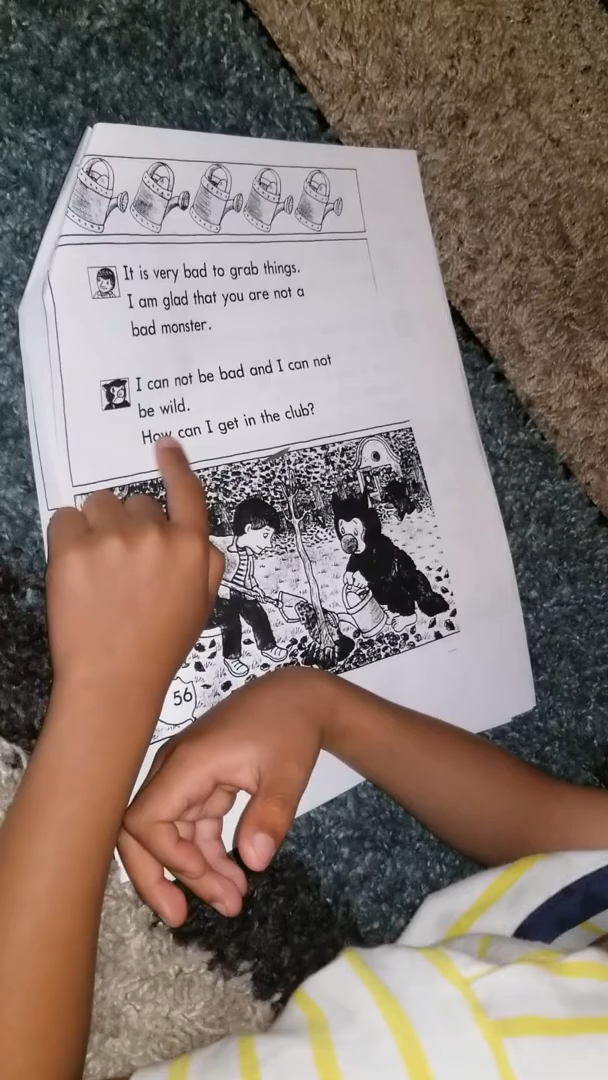 It is very bad to grab things.
I am glad that you are not a
bad monster.
I can not be bad and I can not
be wild.
How can I get in the club?
56